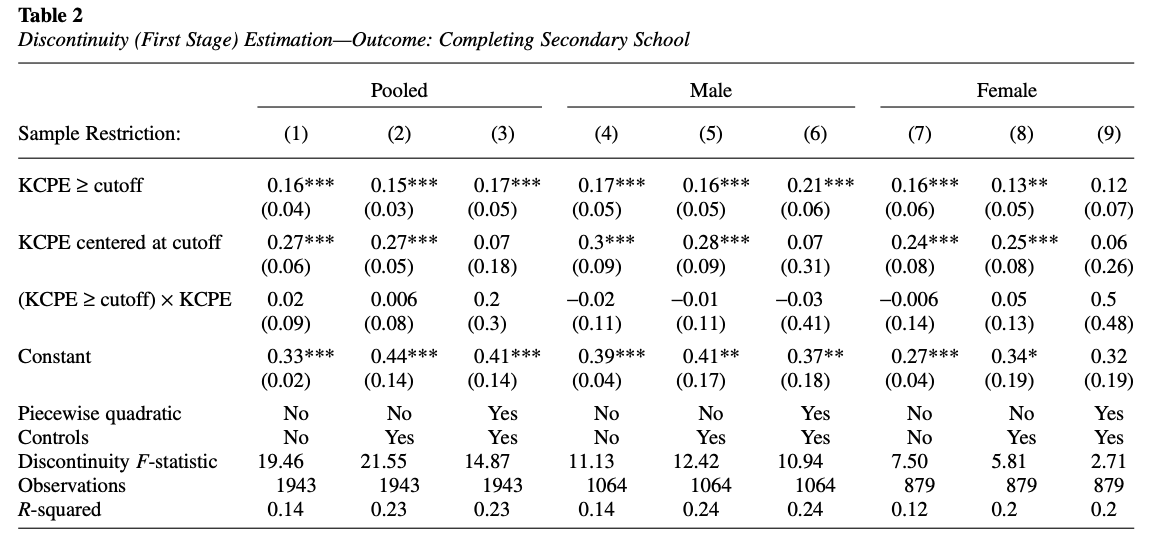 Table 2
Discontinuity (First Stage) Estimation—Outcome: Completing Secondary School
Pooled Male Female
Sample Restriction: (1) (2) (3) (4) (5) (6) (7) (8) (9)
KCPE ≥ cutoff 0.16*** 0.15*** 0.17*** 0.17*** 0.16*** 0.21*** 0.16*** 0.13** 0.12
(0.04) (0.03) (0.05) (0.05) (0.05) (0.06) (0.06) (0.05) (0.07)
KCPE centered at cutoff 0.27*** 0.27*** 0.07 0.3*** 0.28*** 0.07 0.24*** 0.25*** 0.06
(0.06) (0.05) (0.18) (0.09) (0.09) (0.31) (0.08) (0.08) (0.26)
(KCPE ≥ cutoff) × KCPE 0.02 0.006 0.2 −0.02 −0.01 −0.03 −0.006 0.05 0.5
(0.09) (0.08) (0.3) (0.11) (0.11) (0.41) (0.14) (0.13) (0.48)
Constant 0.33*** 0.44*** 0.41*** 0.39*** 0.41** 0.37** 0.27*** 0.34* 0.32
(0.02) (0.14) (0.14) (0.04) (0.17) (0.18) (0.04) (0.19) (0.19)
Piecewise quadratic No No Yes No No Yes No No Yes
Controls No Yes Yes No Yes Yes No Yes Yes
Discontinuity F-statistic 19.46 21.55 14.87 11.13 12.42 10.94 7.50 5.81 2.71
Observations 1943 1943 1943 1064 1064 1064 879 879 879
R-squared 0.14 0.23 0.23 0.14 0.24 0.24 0.12 0.2 0.2